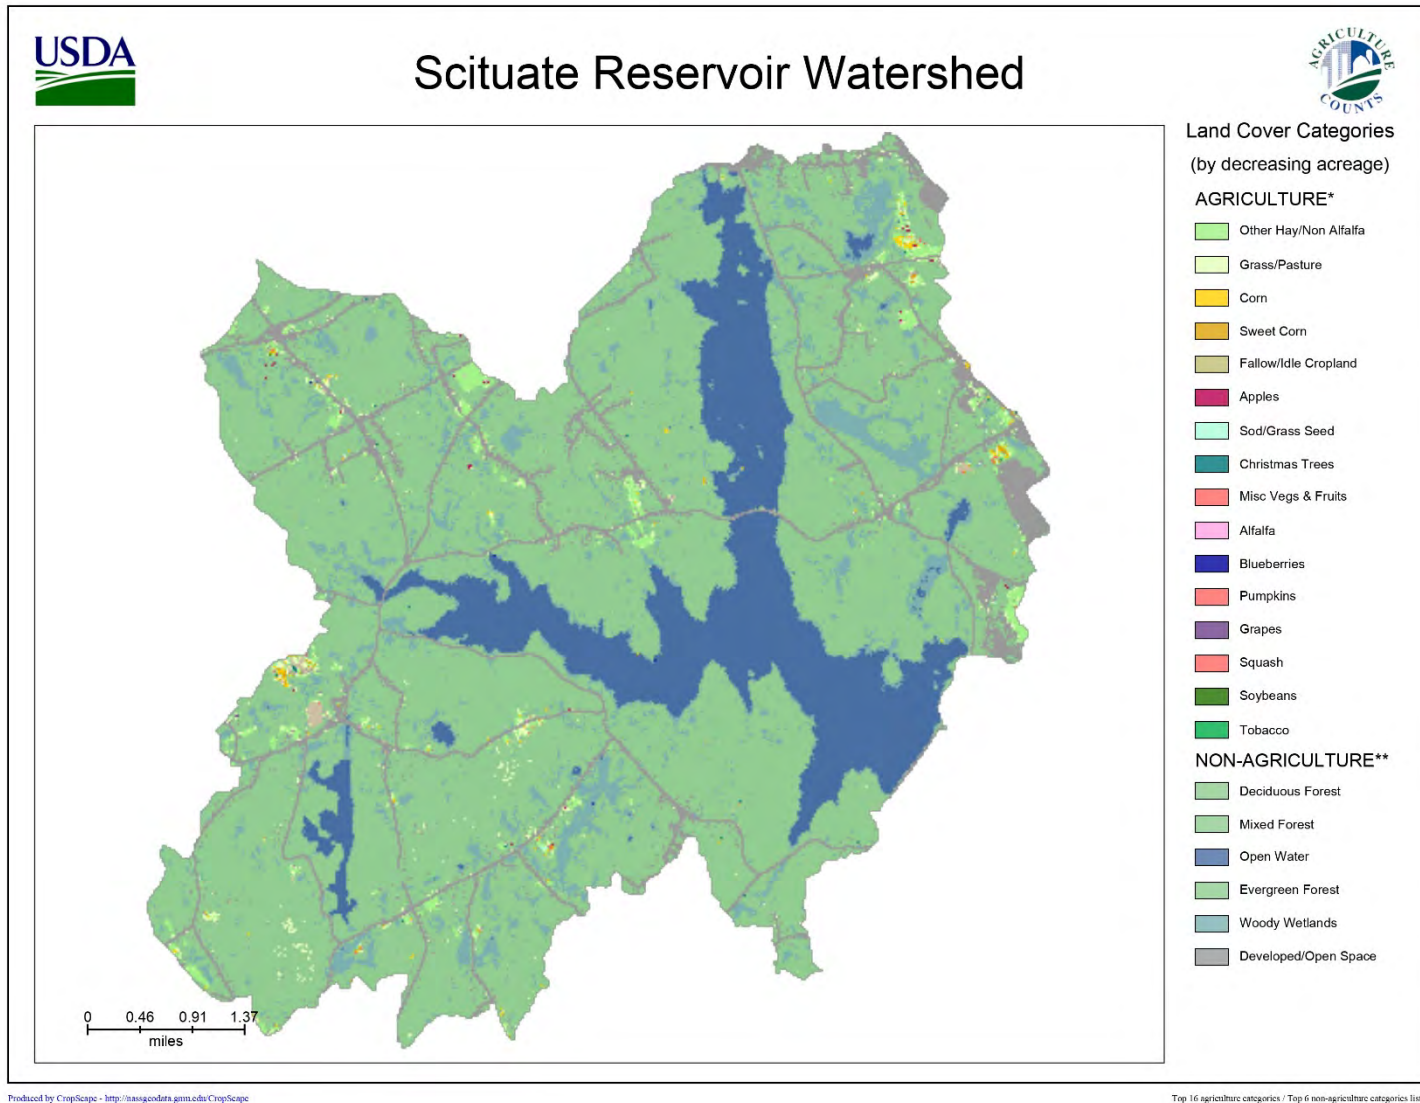 USDA
Scituate Reservoir Watershed
AGRICULTURE
COUNTS
Land Cover Categories
(by decreasing acreage)
AGRICULTURE*
Other Hay/Non Alfalfa
Grass/Pasture
Corn
Sweet Corn
Fallow/Idle Cropland
Apples
Sod/Grass Seed
Christmas Trees
Misc Vegs & Fruits
Alfalfa
Blueberries
Pumpkins
Grapes
Squash
Soybeans
Tobacco
NON-AGRICULTURE**
Deciduous Forest
Mixed Forest
Open Water
Evergreen Forest
Woody Wetlands
Developed/Open Space
0 0.46 0.91 1.37
miles
Produced by CropScape - http://nassgeodata.gmu.edu/CropScape
Top 16 agriculture categories / Top 6 non-agriculture categories lis